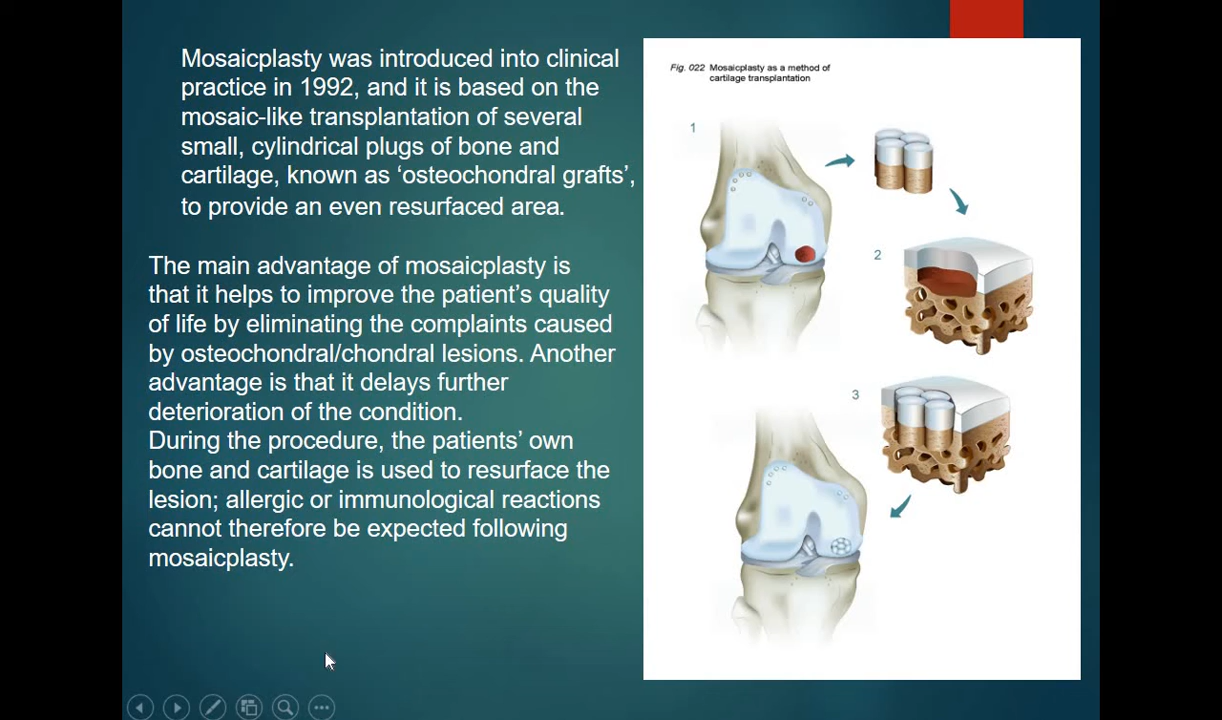 Mosaicplasty was introduced into clinical
practice in 1992, and it is based on the
mosaic-like transplantation of several
small, cylindrical plugs of bone and
cartilage, known as ‘osteochondral grafts’,
to provide an even resurfaced area.
The main advantage of mosaicplasty is
that it helps to improve the patient’s quality
of life by eliminating the complaints caused
by osteochondral/chondral lesions. Another
advantage is that it delays further
deterioration of the condition.
During the procedure, the patients’ own
bone and cartilage is used to resurface the
lesion; allergic or immunological reactions
cannot therefore be expected following
mosaicplasty.
Fig. 022 Mosaicplasty as a method of
cartilage transplantation
1
2
3